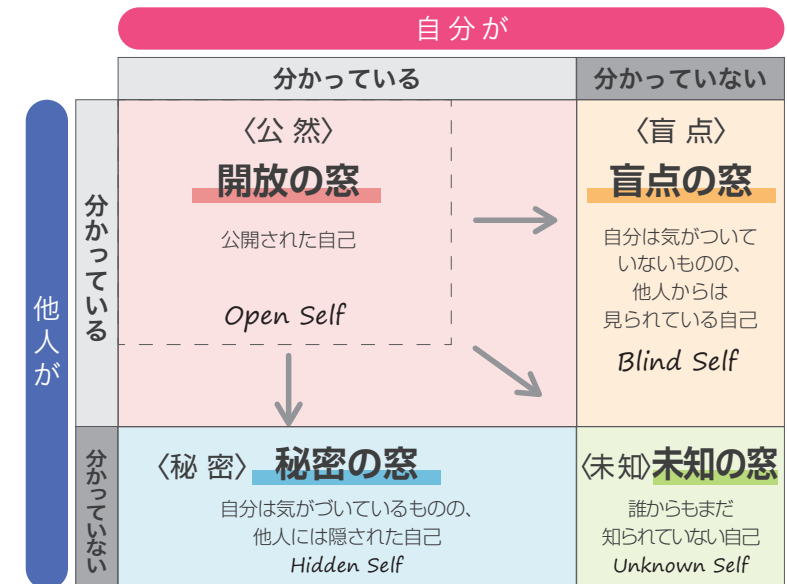 自分が
分かっている
分かっていない
他人が
分かっている
〈公 然〉
開放の窓
公開された自己
Open Self
〈盲 点〉
盲点の窓
自分は気がついて
いないものの、
他人からは
見られている自己
Blind Self
分かっていない
〈秘 密〉 秘密の窓
自分は気がづいているものの、
他人には隠された自己
Hidden Self
〈未 知〉未知の窓
誰からもまだ
知られていない自己
Unknown Self